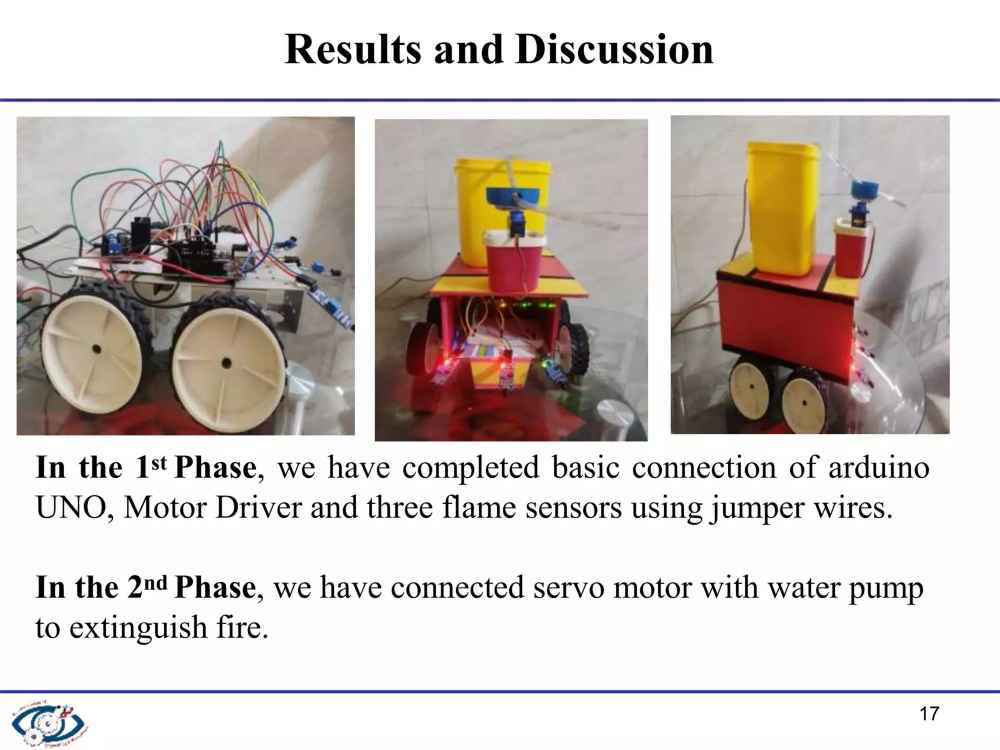 Results and Discussion
In the 1st Phase, we have completed basic connection of arduino
UNO, Motor Driver and three flame sensors using jumper wires.
In the 2nd Phase, we have connected servo motor with water pump
to extinguish fire.
17